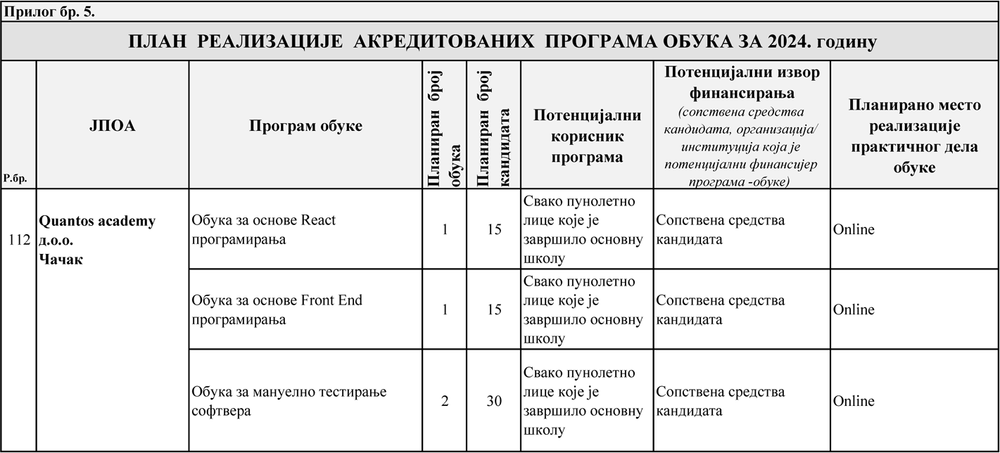 Прилог бр. 5.
ПЛАН РЕАЛИЗАЦИЈЕ АКРЕДИТОВАНИХ ПРОГРАМА ОБУКА ЗА 2024. годину
Р.бр.
ЈПОА
Програм обуке
Планиран број
обука
Планиран број
кандидата
Потенцијални
корисник
програма
Потенцијални извор
финансирања
(сопствена средства
кандидата, организација/
институција која је
потенцијални финансијер
програма -обуке)
Планирано место
реализације
практичног дела
обуке
112
Quantos academy
д.о.о.
Чачак
Обука за основе React
програмирања
1
15
Свако пунолетно
лице које је
завршило основну
школу
Сопствена средства
кандидата
Online
Обука за основе Front End
програмирања
1
15
Свако пунолетно
лице које је
завршило основну
школу
Сопствена средства
кандидата
Online
Обука за мануелно тестирање
софтвера
2
30
Свако пунолетно
лице које је
завршило основну
школу
Сопствена средства
кандидата
Online